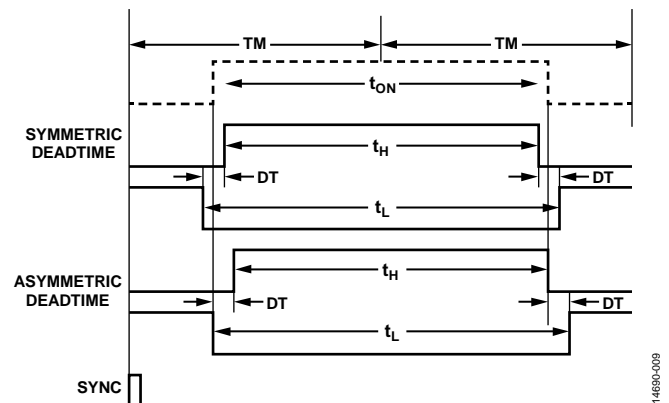 TM TM
tON
SYMMETRIC
DEADTIME
tH
DT DT
tL
ASYMMETRIC
DEADTIME
tH
DT DT
tL
SYNC
14690-009